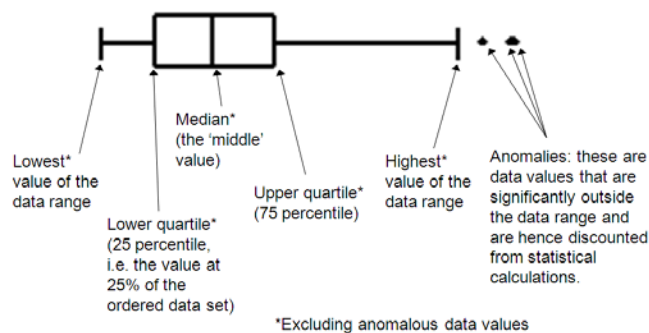 Median*
(the ‘middle’
value)
Lowest*
value of the
data range
Lower quartile*
(25 percentile,
i.e. the value at
25% of the
ordered data set)
Upper quartile*
(75 percentile)
Highest*
value of the
data range
Anomalies: these are
data values that are
significantly outside
the data range and
are hence discounted
from statistical
calculations.
*Excluding anomalous data values